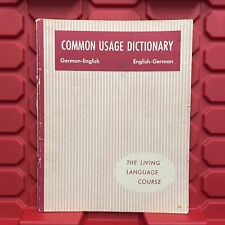 COMMON USAGE DICTIONARY
German-English English-German
THE LIVING
LANGUAGE
COURSE